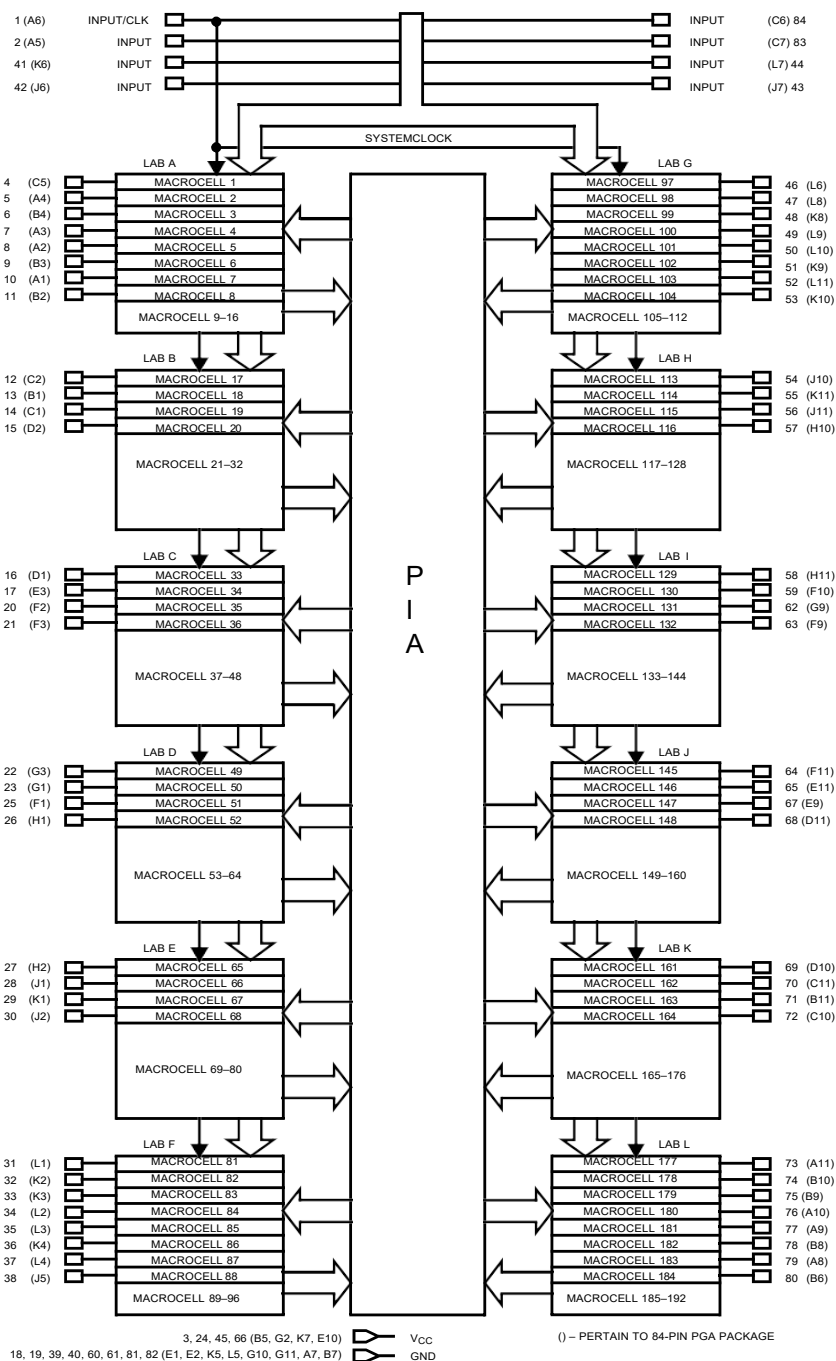 1 (A6) INPUT/CLK INPUT (C6) 84
2 (A5) INPUT INPUT (C7) 83
41 (K6) INPUT INPUT (L7) 44
42 (J6) INPUT INPUT (J7) 43
SYSTEMCLOCK
LAB A
4 (C5) MACROCELL 1
5 (A4) MACROCELL 2
6 (B4) MACROCELL 3
7 (A3) MACROCELL 4
8 (A2) MACROCELL 5
9 (B3) MACROCELL 6
10 (A1) MACROCELL 7
11 (B2) MACROCELL 8
MACROCELL 9–16
LAB B
12 (C2) MACROCELL 17
13 (B1) MACROCELL 18
14 (C1) MACROCELL 19
15 (D2) MACROCELL 20
MACROCELL 21–32
LAB C
16 (D1) MACROCELL 33
17 (E3) MACROCELL 34
20 (F2) MACROCELL 35
21 (F3) MACROCELL 36
MACROCELL 37–48
LAB D
22 (G3) MACROCELL 49
23 (G1) MACROCELL 50
25 (F1) MACROCELL 51
26 (H1) MACROCELL 52
MACROCELL 53–64
LAB E
27 (H2) MACROCELL 65
28 (J1) MACROCELL 66
29 (K1) MACROCELL 67
30 (J2) MACROCELL 68
MACROCELL 69–80
LAB F
31 (L1) MACROCELL 81
32 (K2) MACROCELL 82
33 (K3) MACROCELL 83
34 (L2) MACROCELL 84
35 (L3) MACROCELL 85
36 (K4) MACROCELL 86
37 (L4) MACROCELL 87
38 (J5) MACROCELL 88
MACROCELL 89–96
P
I
A
LAB G
MACROCELL 97 46 (L6)
MACROCELL 98 47 (L8)
MACROCELL 99 48 (K8)
MACROCELL 100 49 (L9)
MACROCELL 101 50 (L10)
MACROCELL 102 51 (K9)
MACROCELL 103 52 (L11)
MACROCELL 104 53 (K10)
MACROCELL 105–112
LAB H
MACROCELL 113 54 (J10)
MACROCELL 114 55 (K11)
MACROCELL 115 56 (J11)
MACROCELL 116 57 (H10)
MACROCELL 117–128
LAB I
MACROCELL 129 58 (H11)
MACROCELL 130 59 (F10)
MACROCELL 131 62 (G9)
MACROCELL 132 63 (F9)
MACROCELL 133–144
LAB J
MACROCELL 145 64 (F11)
MACROCELL 146 65 (E11)
MACROCELL 147 67 (E9)
MACROCELL 148 68 (D11)
MACROCELL 149–160
LAB K
MACROCELL 161 69 (D10)
MACROCELL 162 70 (C11)
MACROCELL 163 71 (B11)
MACROCELL 164 72 (C10)
MACROCELL 165–176
LAB L
MACROCELL 177 73 (A11)
MACROCELL 178 74 (B10)
MACROCELL 179 75 (B9)
MACROCELL 180 76 (A10)
MACROCELL 181 77 (A9)
MACROCELL 182 78 (B8)
MACROCELL 183 79 (A8)
MACROCELL 184 80 (B6)
MACROCELL 185–192
3, 24, 45, 66 (B5, G2, K7, E10) VCC
18, 19, 39, 40, 60, 61, 81, 82 (E1, E2, K5, L5, G10, G11, A7, B7) GND
() – PERTAIN TO 84-PIN PGA PACKAGE